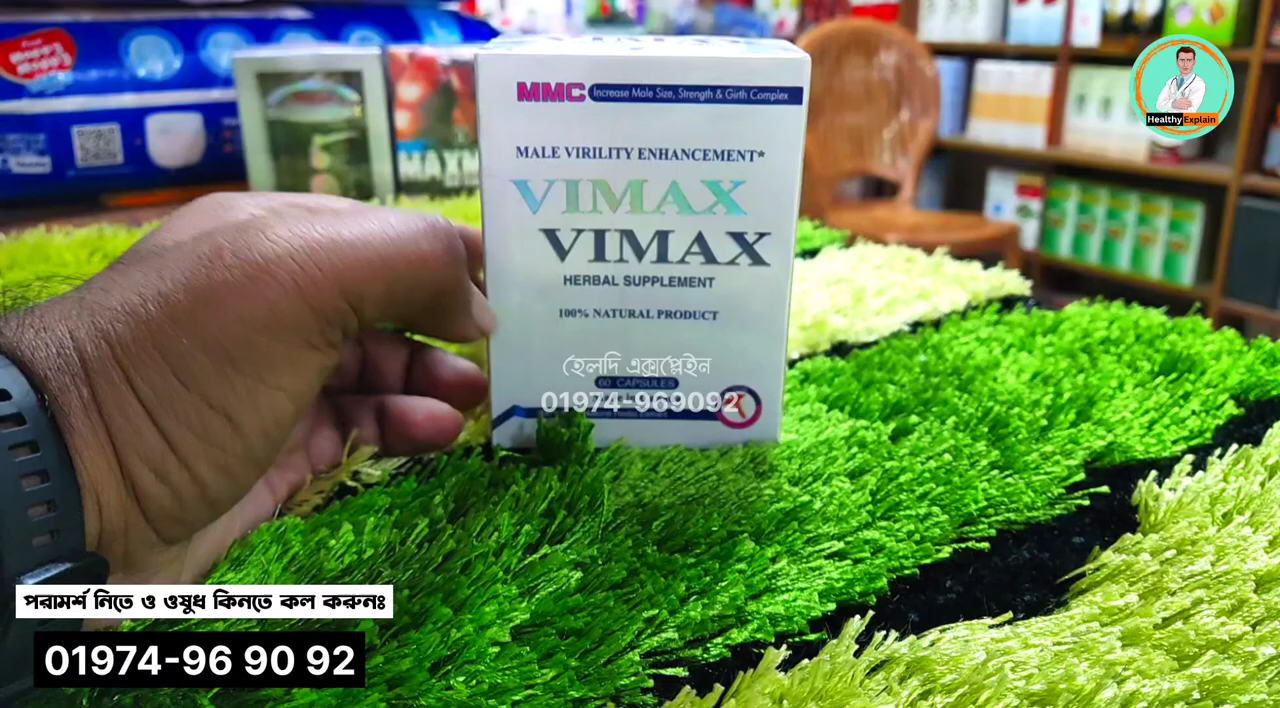 MMC Increase Male Size, Strength & Girth Complex
MALE VIRILITY ENHANCEMENT*
VIMAX
VIMAX
HERBAL SUPPLEMENT
100% NATURAL PRODUCT
হেলদি এক্সপ্লেইন
60 CAPSULES
01974-969092
Healthy Explain
পরামর্শ নিতে ও ওষুধ কিনতে কল করুনঃ
01974-96 90 92